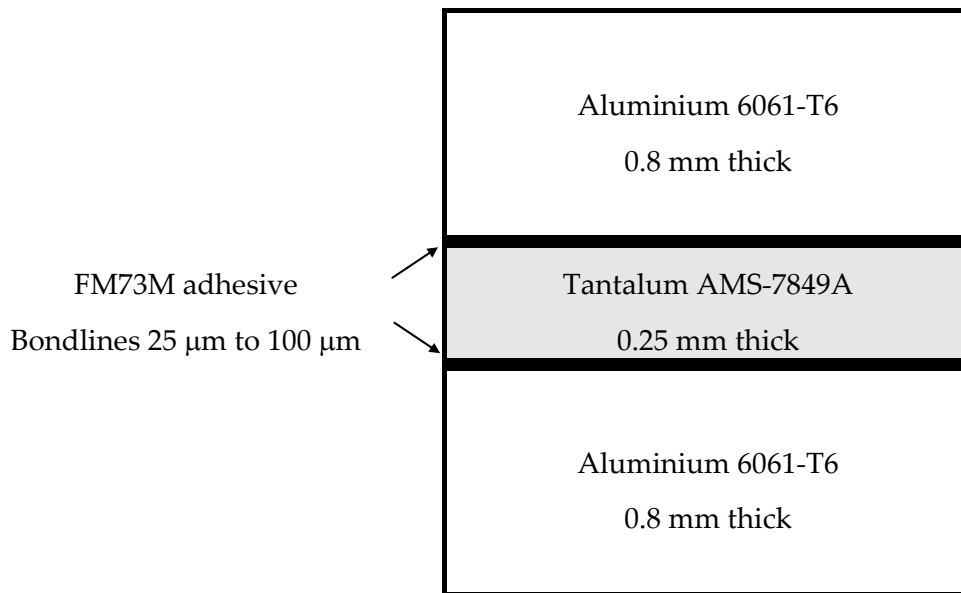 Aluminium 6061-T6
0.8 mm thick
FM73M adhesive
Bondlines 25 μm to 100 μm
Tantalum AMS-7849A
0.25 mm thick
Aluminium 6061-T6
0.8 mm thick